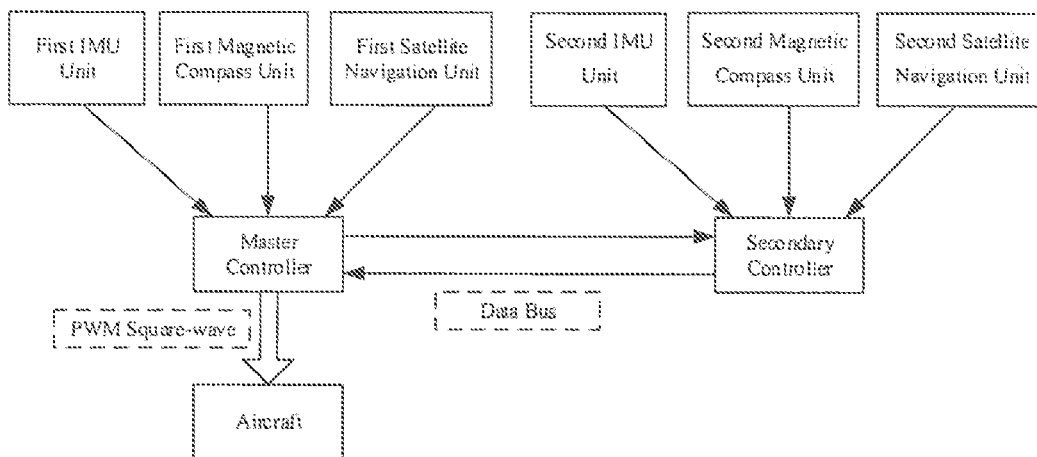 First IMU
Unit
First Magnetic
Compass Unit
First Satellite
Navigation Unit
Second IMU
Unit
Second Magnetic
Compass Unit
Second Satellite
Navigation Unit
Master
Controller
Secondary
Controller
Data Bus
PWM Square-wave
Aircraft